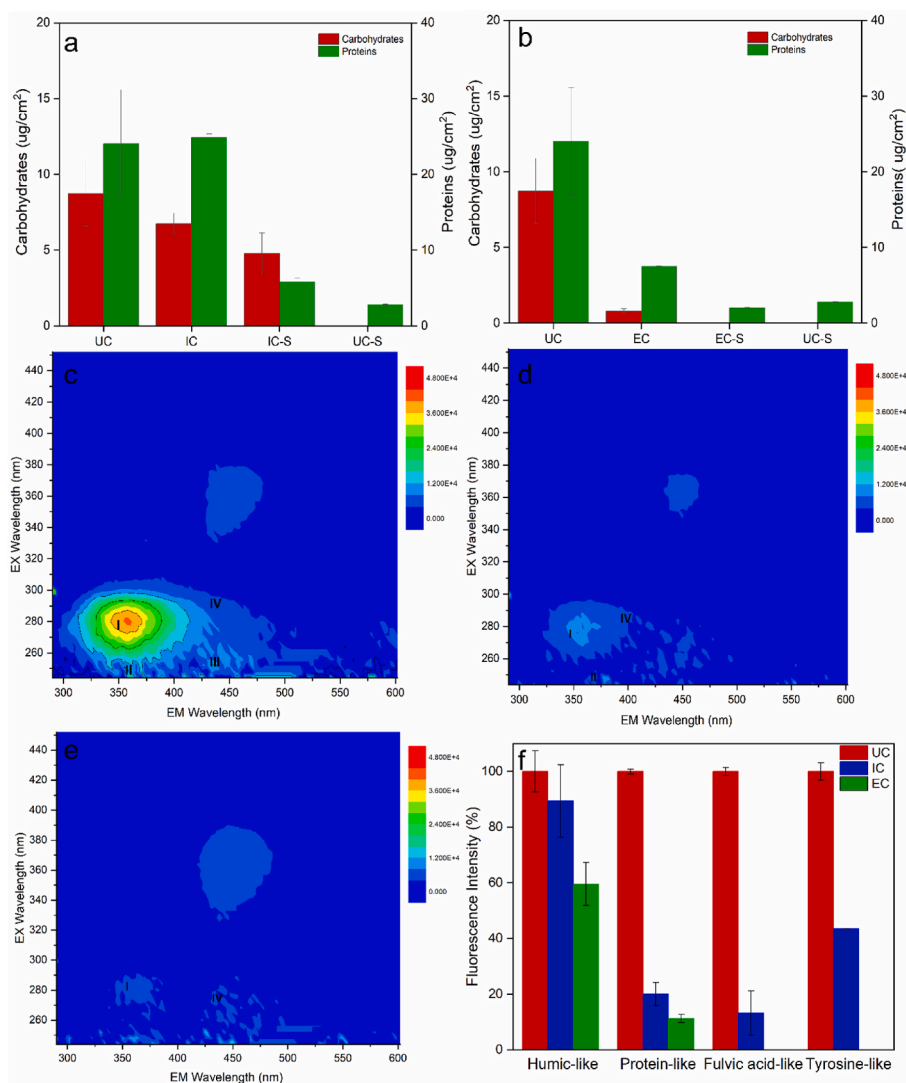 a
Carbohydrates
Proteins
20
15
10
5
0
Carbohydrates (ug/cm²)
40
30
20
10
0
Proteins (ug/cm²)
UC IC IC-S UC-S
b
Carbohydrates
Proteins
20
15
10
5
0
Carbohydrates (ug/cm²)
40
30
20
10
0
Proteins( ug/cm²)
UC EC EC-S UC-S
c
440
420
400
380
360
340
320
300
280
260
EX Wavelength (nm)
I
II
III
IV
300 350 400 450 500 550 600
EM Wavelength (nm)
4.800E+4
3.600E+4
2.400E+4
1.200E+4
0.000
d
440
420
400
380
360
340
320
300
280
260
EX Wavelength (nm)
I
II
IV
300 350 400 450 500 550 600
EM Wavelength (nm)
4.800E+4
3.600E+4
2.400E+4
1.200E+4
0.000
e
440
420
400
380
360
340
320
300
280
260
EX Wavelength (nm)
I
IV
300 350 400 450 500 550 600
EM Wavelength (nm)
4.800E+4
3.600E+4
2.400E+4
1.200E+4
0.000
f
UC
IC
EC
100
80
60
40
20
0
Fluorescence Intensity (%)
Humic-like Protein-like Fulvic acid-like Tyrosine-like